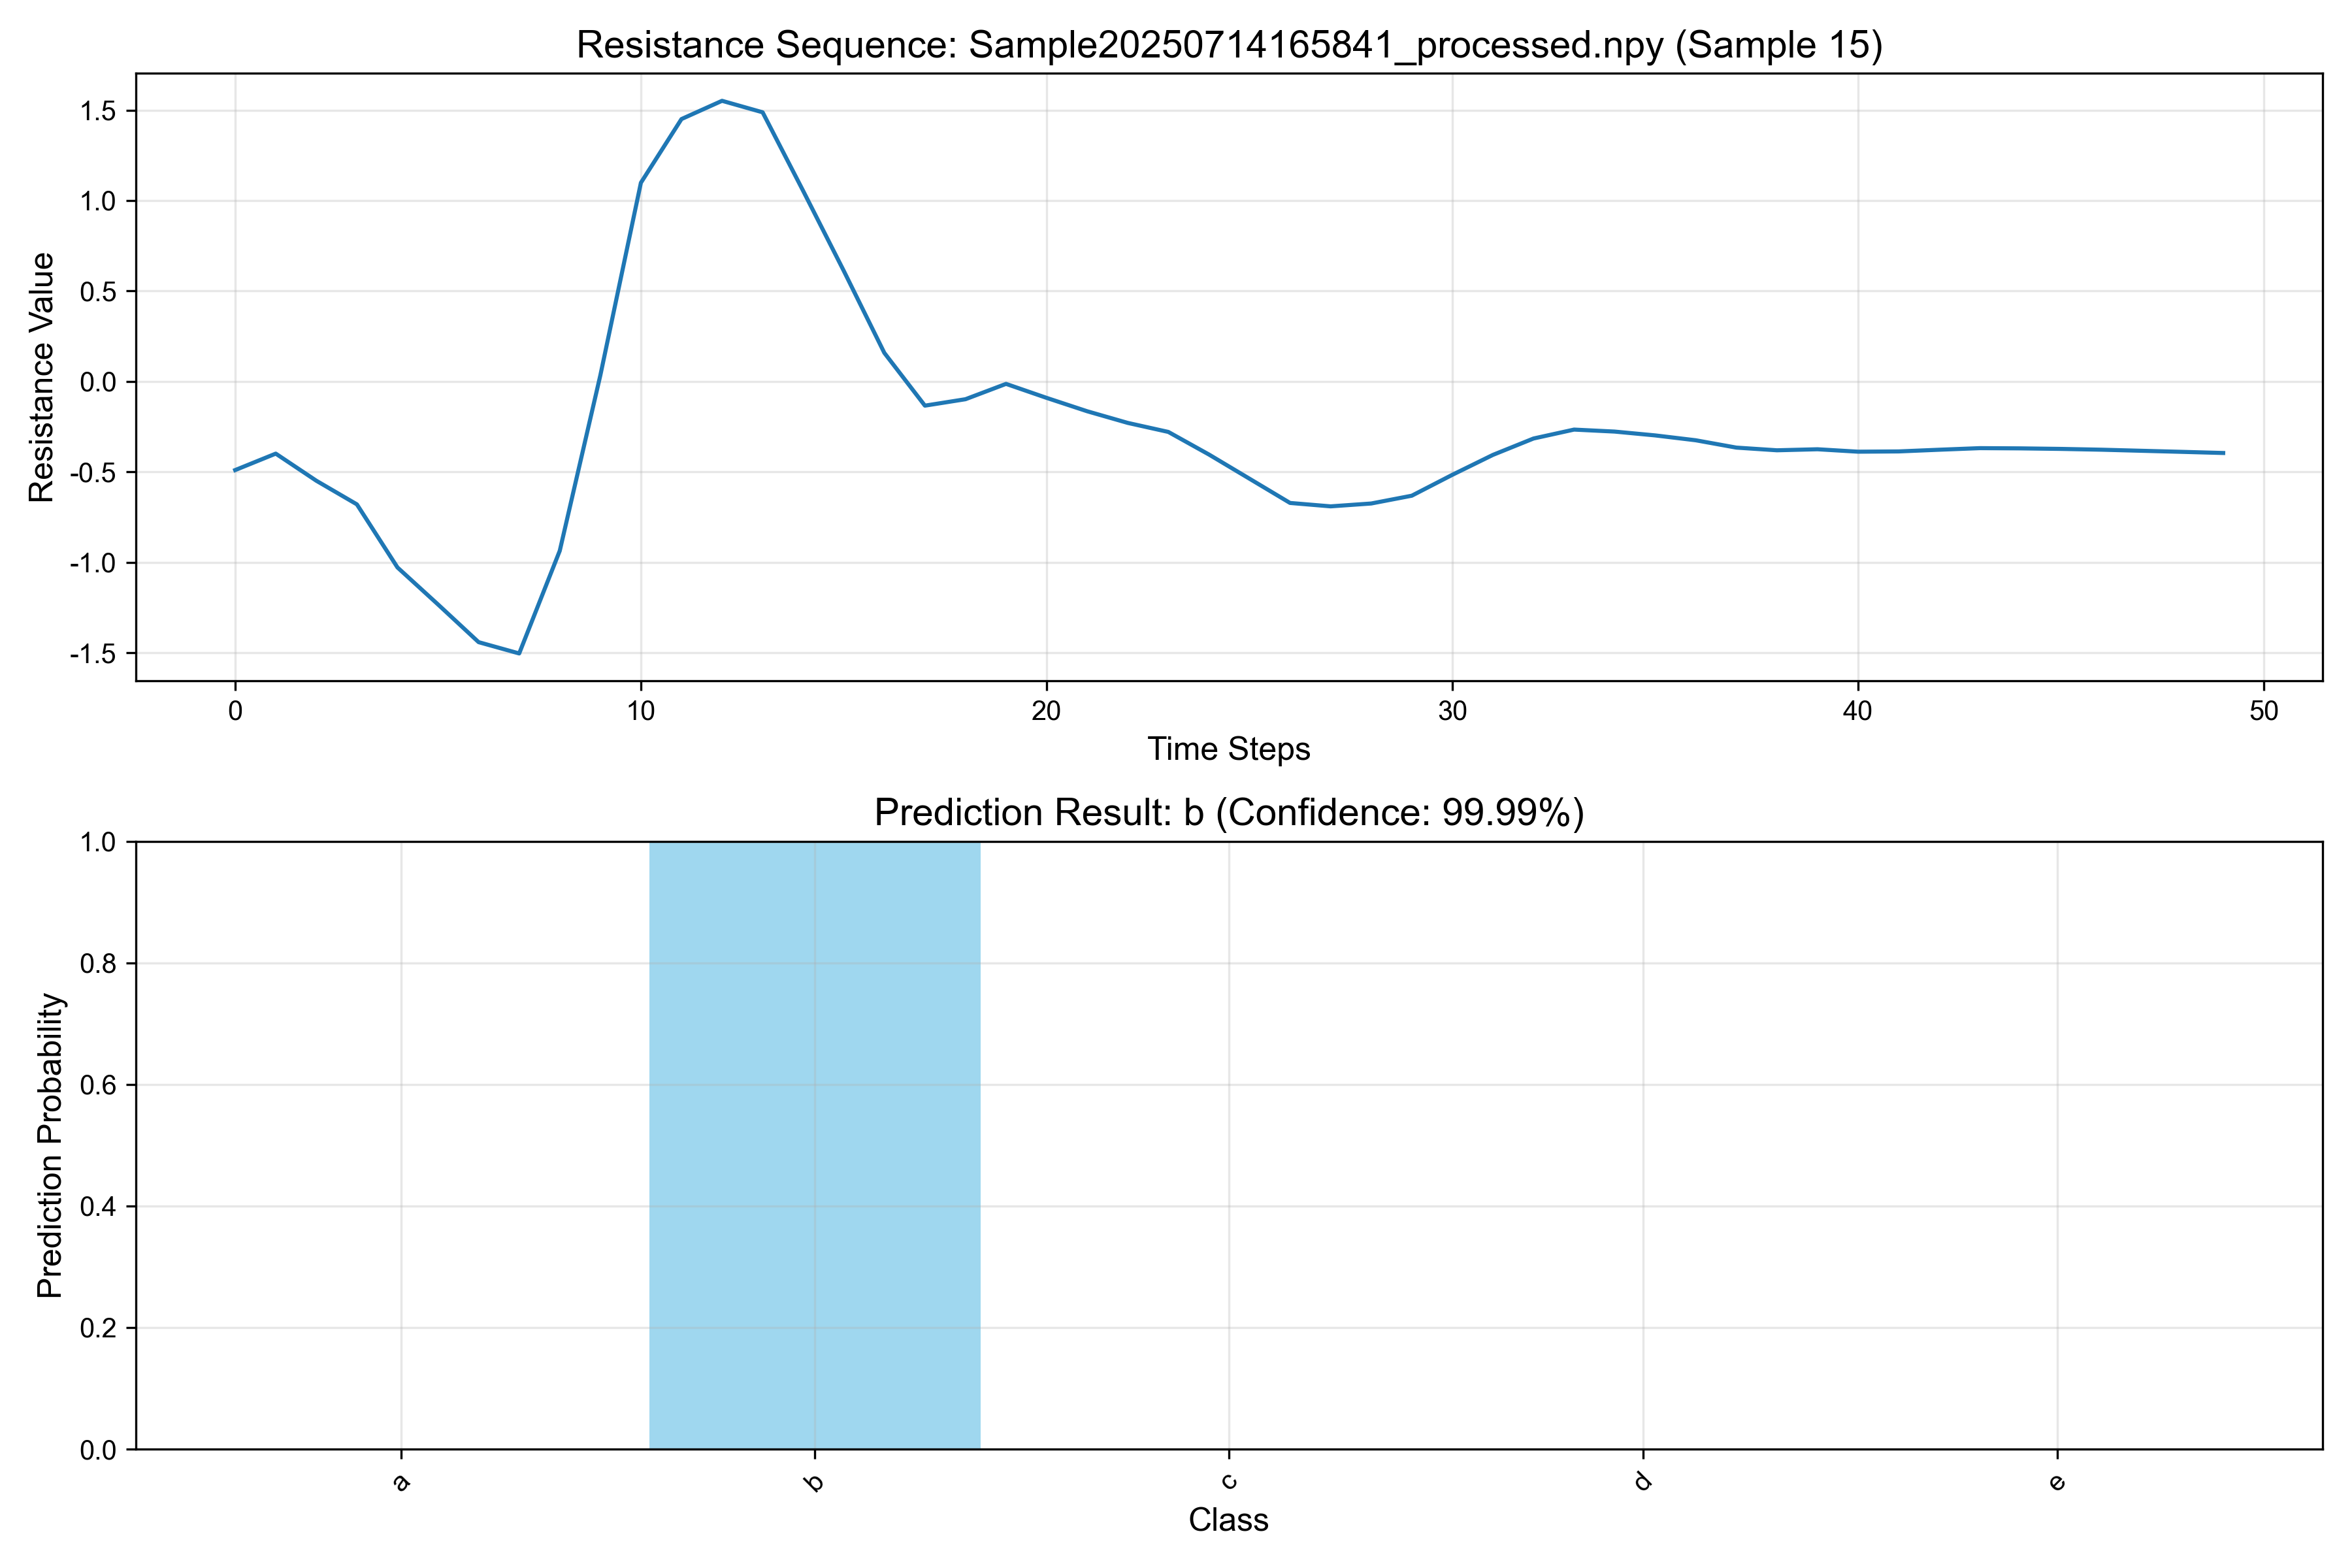 Resistance Sequence: Sample20250714165841_processed.npy (Sample 15)
Resistance Value
1.5
1.0
0.5
0.0
-0.5
-1.0
-1.5
0 10 20 30 40 50
Time Steps
Prediction Result: b (Confidence: 99.99%)
Prediction Probability
1.0
0.8
0.6
0.4
0.2
0.0
a b c d e
Class